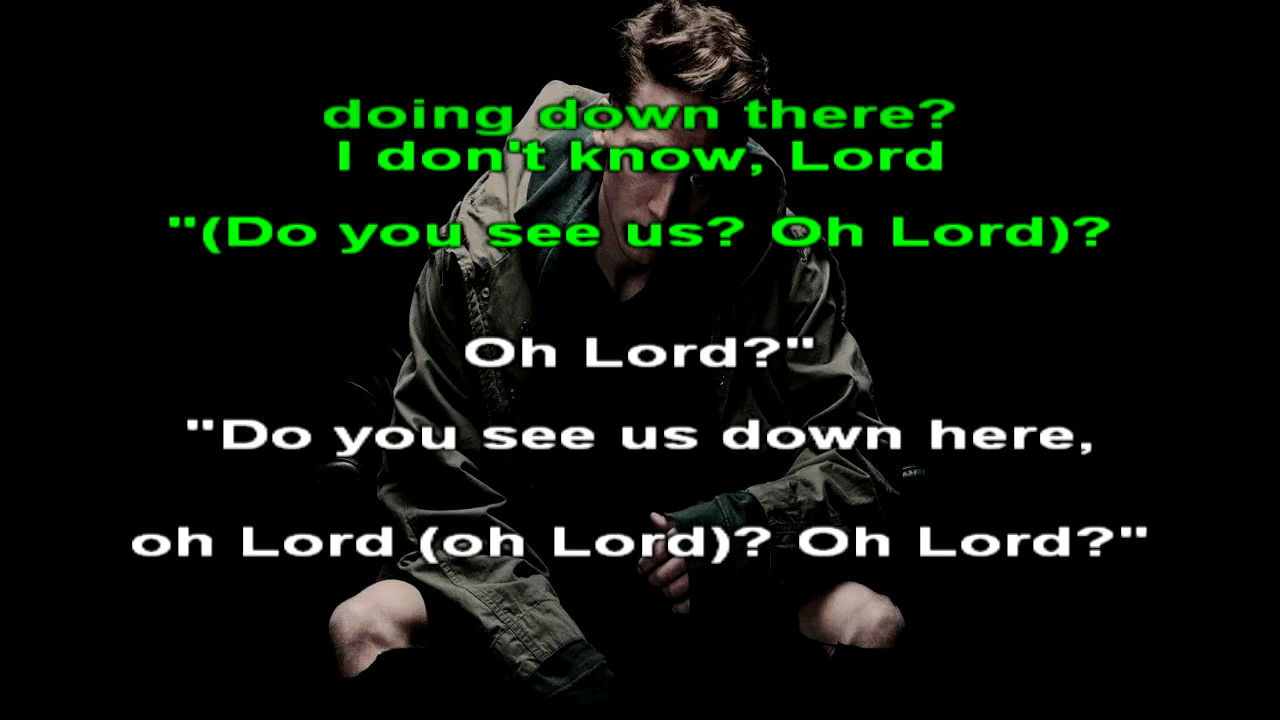 doing down there?
I don't know, Lord
"(Do you see us? Oh Lord)?
Oh Lord?"
"Do you see us down here,
oh Lord (oh Lord)? Oh Lord?"